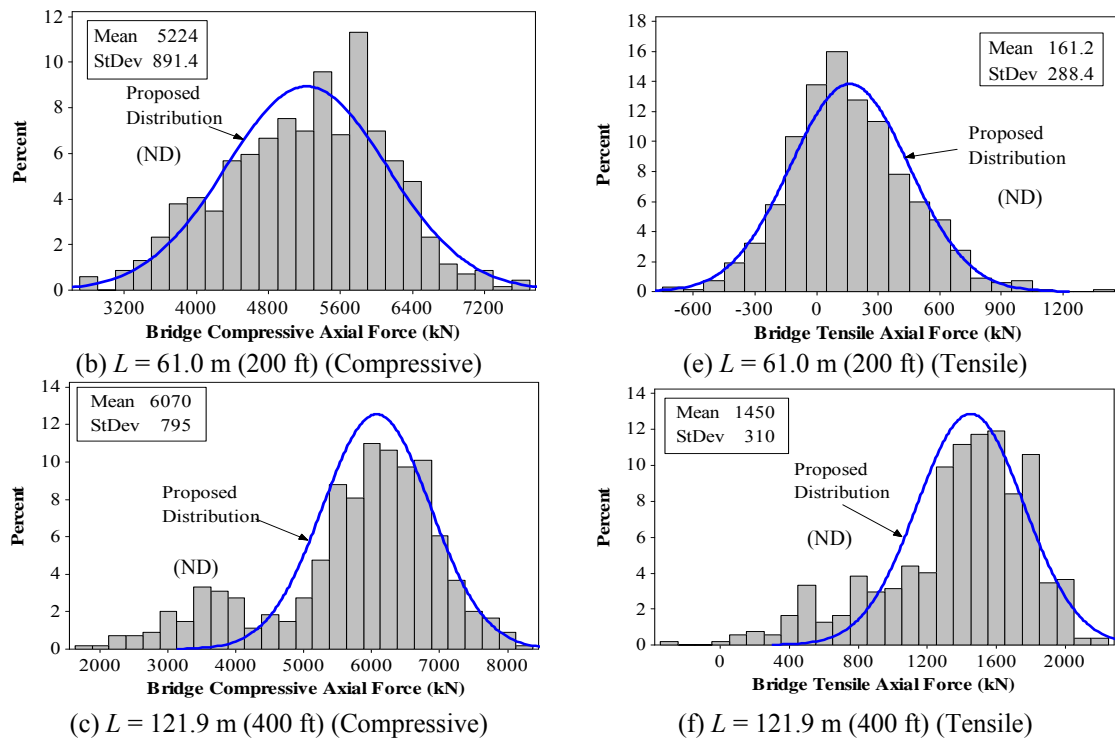 12
10
8
6
4
2
0
Percent
Mean 5224
StDev 891.4
Proposed
Distribution
(ND)
3200 4000 4800 5600 6400 7200
Bridge Compressive Axial Force (kN)
(b) L = 61.0 m (200 ft) (Compressive)
18
16
14
12
10
8
6
4
2
0
Percent
Mean 161.2
StDev 288.4
Proposed
Distribution
(ND)
-600 -300 0 300 600 900 1200
Bridge Tensile Axial Force (kN)
(e) L = 61.0 m (200 ft) (Tensile)
14
12
10
8
6
4
2
0
Percent
Mean 6070
StDev 795
Proposed
Distribution
(ND)
2000 3000 4000 5000 6000 7000 8000
Bridge Compressive Axial Force (kN)
(c) L = 121.9 m (400 ft) (Compressive)
14
12
10
8
6
4
2
0
Percent
Mean 1450
StDev 310
Proposed
Distribution
(ND)
0 400 800 1200 1600 2000
Bridge Tensile Axial Force (kN)
(f) L = 121.9 m (400 ft) (Tensile)